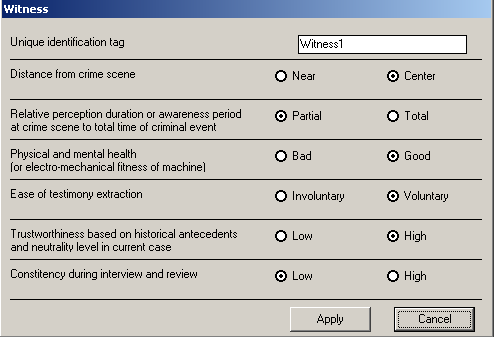 Witness
Unique identification tag Witness1
Distance from crime scene Near Center
Relative perception duration or awareness period
at crime scene to total time of criminal event Partial Total
Physical and mental health
(or electro-mechanical fitness of machine) Bad Good
Ease of testimony extraction Involuntary Voluntary
Trustworthiness based on historical antecedents
and neutrality level in current case Low High
Constitency during interview and review Low High
Apply Cancel